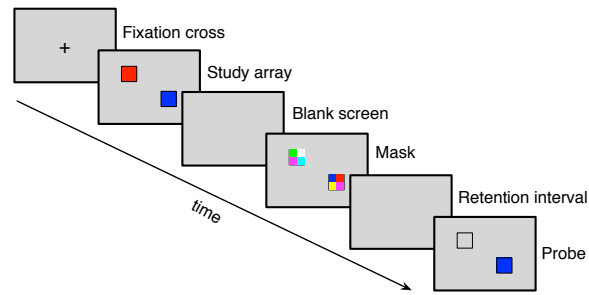 Fixation cross
Study array
Blank screen
Mask
Retention interval
Probe
time